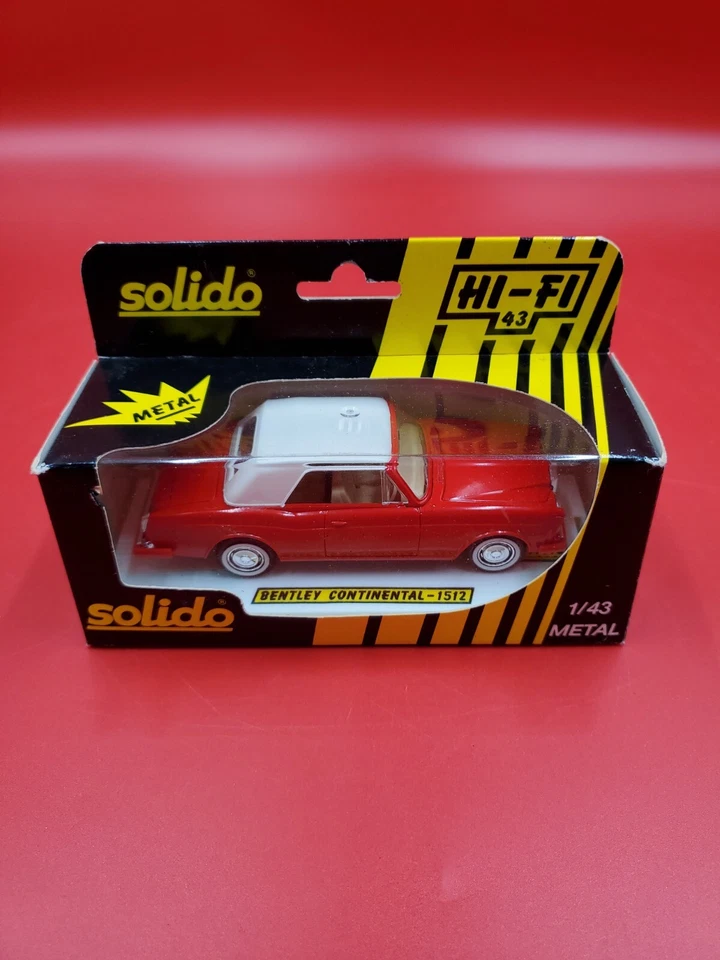 solido®
HI-FI
43
METAL
BENTLEY CONTINENTAL-1512
solido
1/43
METAL